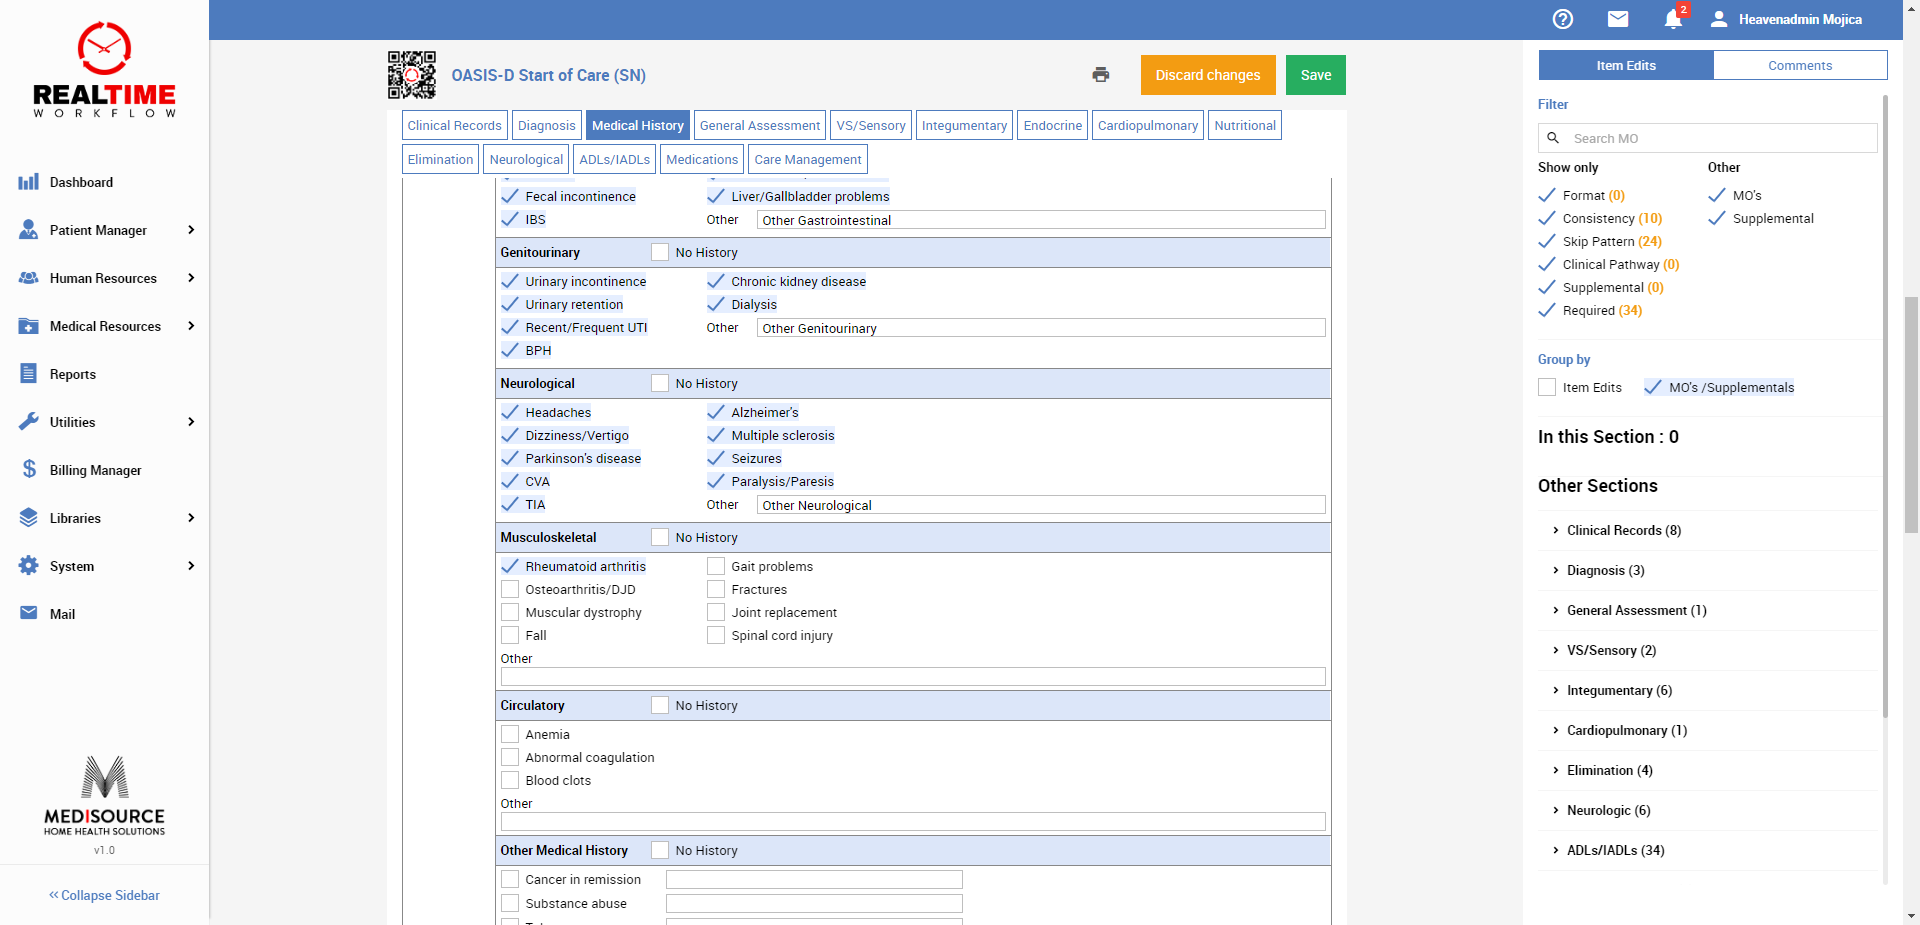 REALTIME
WORKFLOW
Dashboard
Patient Manager
Human Resources
Medical Resources
Reports
Utilities
Billing Manager
Libraries
System
Mail
MEDISOURCE
HOME HEALTH SOLUTIONS
v1.0
Collapse Sidebar
2
Heavenadmin Mojica
OASIS-D Start of Care (SN)
Discard changes
Save
Clinical Records
Diagnosis
Medical History
General Assessment
VS/Sensory
Integumentary
Endocrine
Cardiopulmonary
Nutritional
Elimination
Neurological
ADLs/IADLs
Medications
Care Management
Fecal incontinence
Liver/Gallbladder problems
IBS
Other
Other Gastrointestinal
Genitourinary
No History
Urinary incontinence
Chronic kidney disease
Urinary retention
Dialysis
Recent/Frequent UTI
Other
Other Genitourinary
BPH
Neurological
No History
Headaches
Alzheimer's
Dizziness/Vertigo
Multiple sclerosis
Parkinson's disease
Seizures
CVA
Paralysis/Paresis
TIA
Other
Other Neurological
Musculoskeletal
No History
Rheumatoid arthritis
Gait problems
Osteoarthritis/DJD
Fractures
Muscular dystrophy
Joint replacement
Fall
Spinal cord injury
Other
Circulatory
No History
Anemia
Abnormal coagulation
Blood clots
Other
Other Medical History
No History
Cancer in remission
Substance abuse
Item Edits
Comments
Filter
Search MO
Show only
Other
Format (0)
MO's
Consistency (10)
Supplemental
Skip Pattern (24)
Clinical Pathway (0)
Supplemental (0)
Required (34)
Group by
Item Edits
MO's /Supplementals
In this Section : 0
Other Sections
Clinical Records (8)
Diagnosis (3)
General Assessment (1)
VS/Sensory (2)
Integumentary (6)
Cardiopulmonary (1)
Elimination (4)
Neurologic (6)
ADLs/IADLs (34)